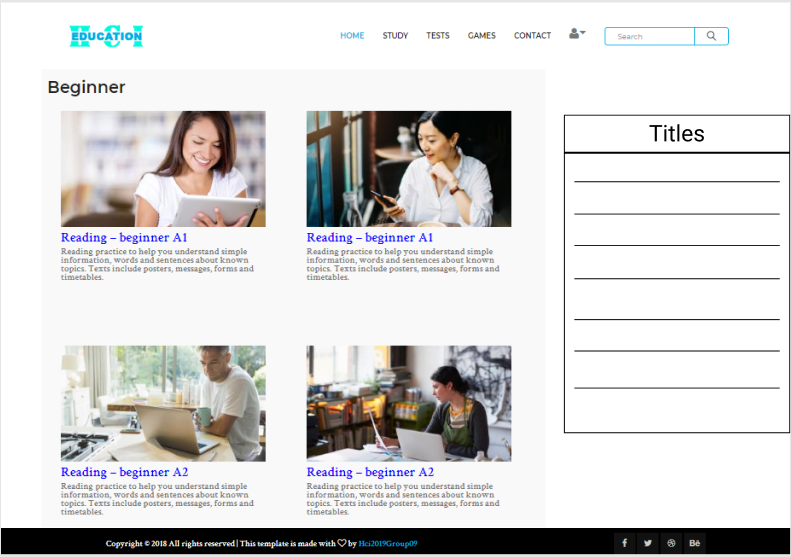 HCI
EDUCATION
HOME STUDY TESTS GAMES CONTACT
Search
Beginner
Titles
Reading – beginner A1
Reading practice to help you understand simple
information, words and sentences about known
topics. Texts include posters, messages, forms and
timetables.
Reading – beginner A1
Reading practice to help you understand simple
information, words and sentences about known
topics. Texts include posters, messages, forms and
timetables.
Reading – beginner A2
Reading practice to help you understand simple
information, words and sentences about known
topics. Texts include posters, messages, forms and
timetables.
Reading – beginner A2
Reading practice to help you understand simple
information, words and sentences about known
topics. Texts include posters, messages, forms and
timetables.
Copyright © 2018 All rights reserved | This template is made with ♡ by Hci2019Group09
f Bē